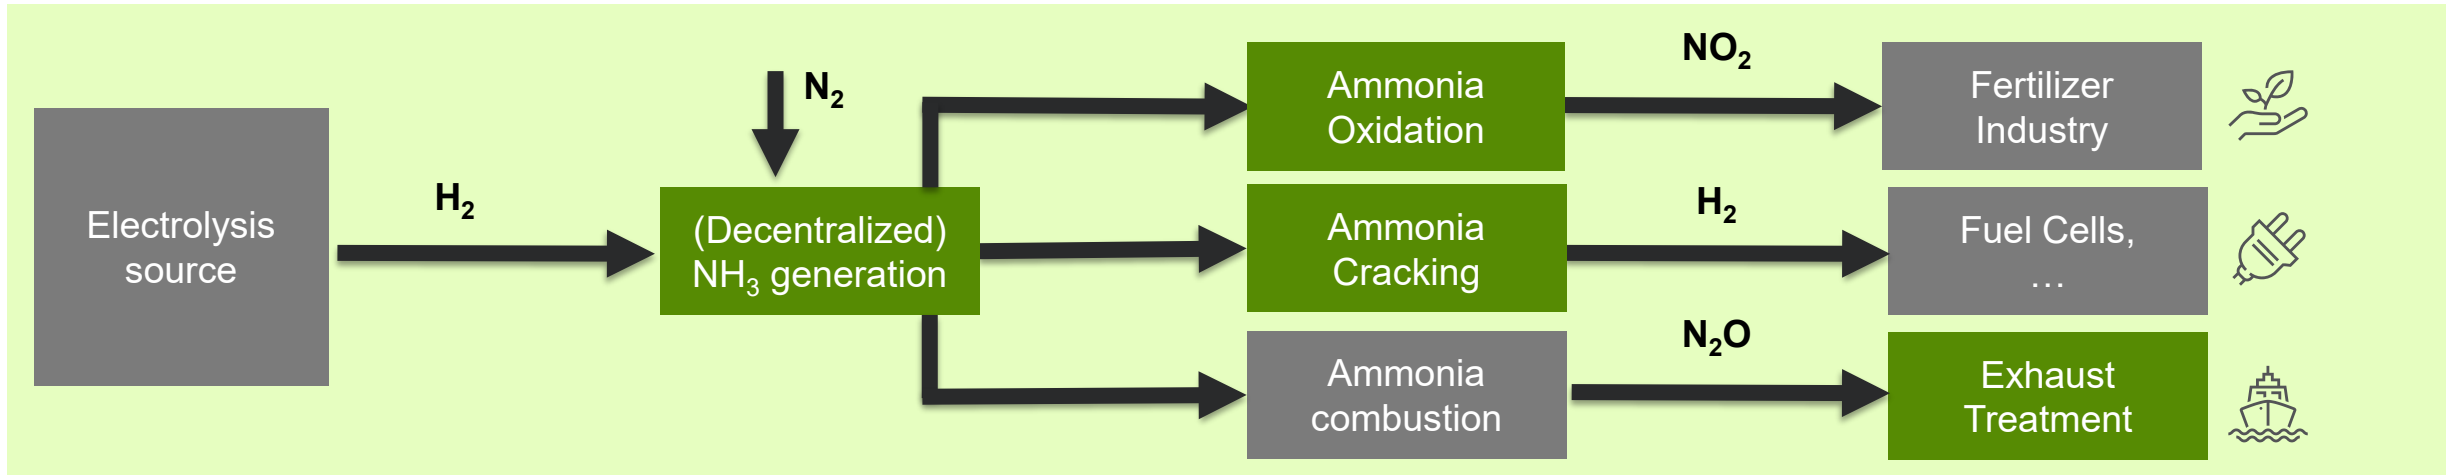 Electrolysis
source
H₂
N₂
(Decentralized)
NH₃ generation
Ammonia
Oxidation
NO₂
Fertilizer
Industry
Ammonia
Cracking
H₂
Fuel Cells,
…
Ammonia
combustion
N₂O
Exhaust
Treatment